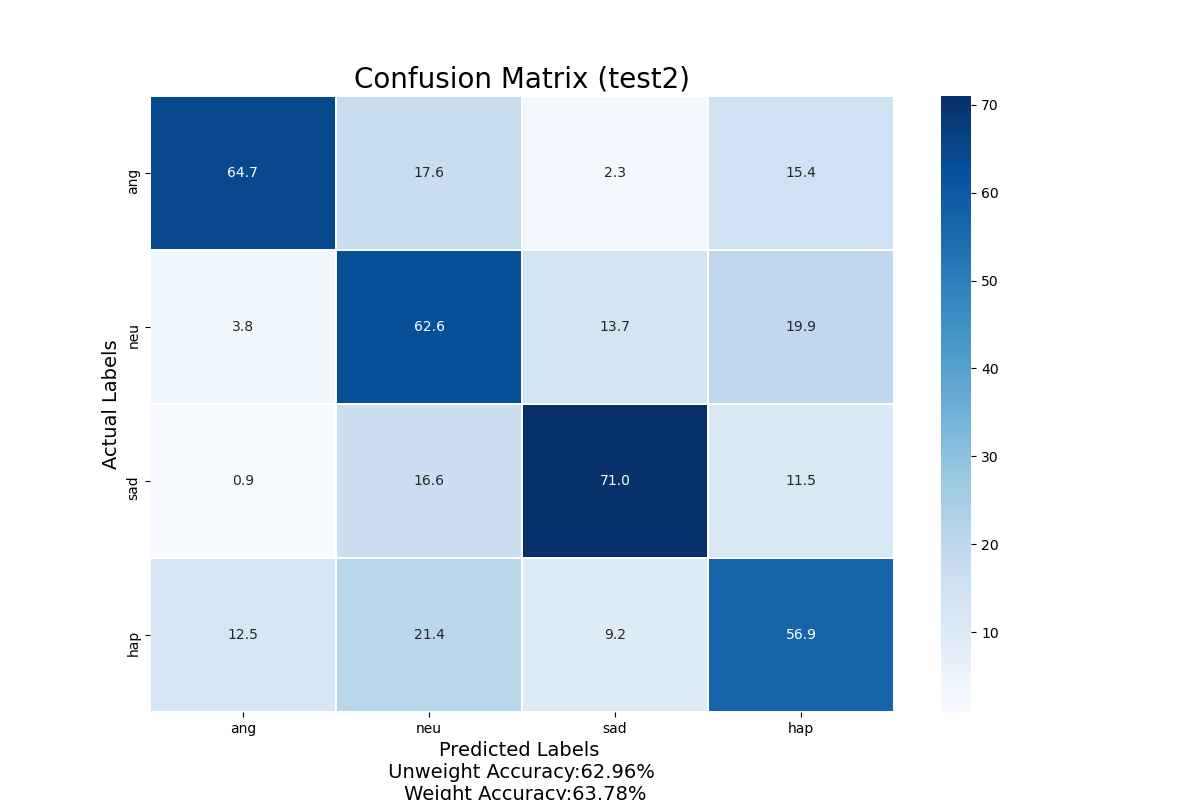 Confusion Matrix (test2)
ang 64.7 17.6 2.3 15.4
neu 3.8 62.6 13.7 19.9
sad 0.9 16.6 71.0 11.5
hap 12.5 21.4 9.2 56.9
Actual Labels
ang neu sad hap
Predicted Labels
Unweight Accuracy:62.96%
Weight Accuracy:63.78%
70
60
50
40
30
20
10